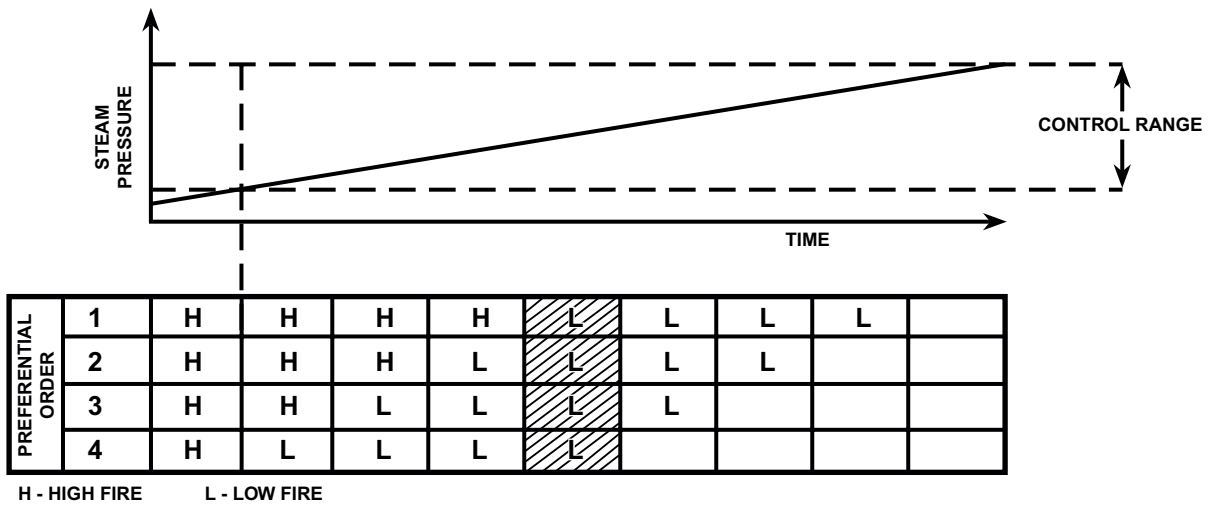 STEAM
PRESSURE
CONTROL RANGE
TIME
PREFERENTIAL
ORDER
1 H H H H L L L L
2 H H H L L L L
3 H H L L L L
4 H L L L L
H - HIGH FIRE L - LOW FIRE